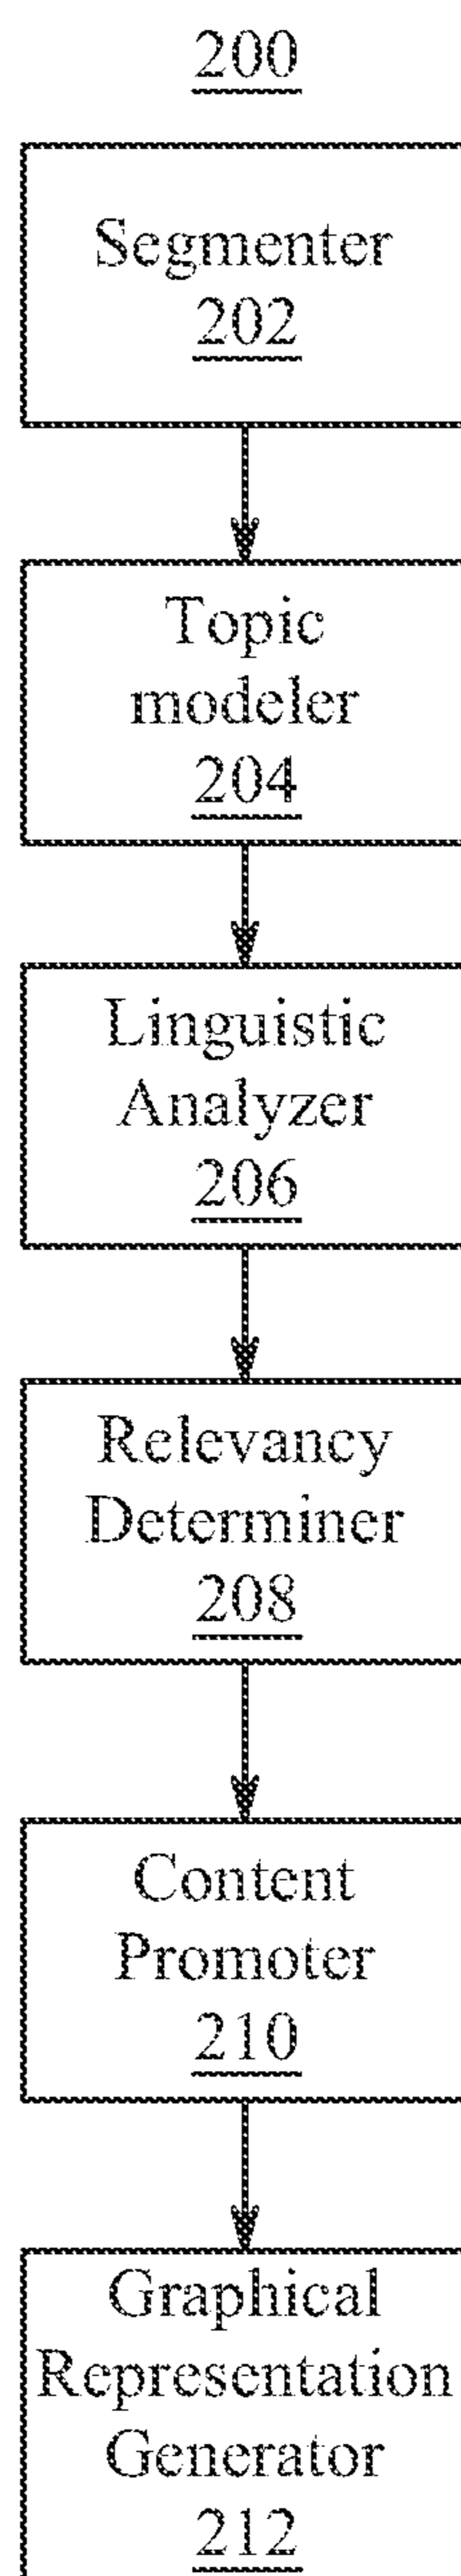 200
Segmenter
202
Topic
modeler
204
Linguistic
Analyzer
206
Relevancy
Determiner
208
Content
Promoter
210
Graphical
Representation
Generator
212